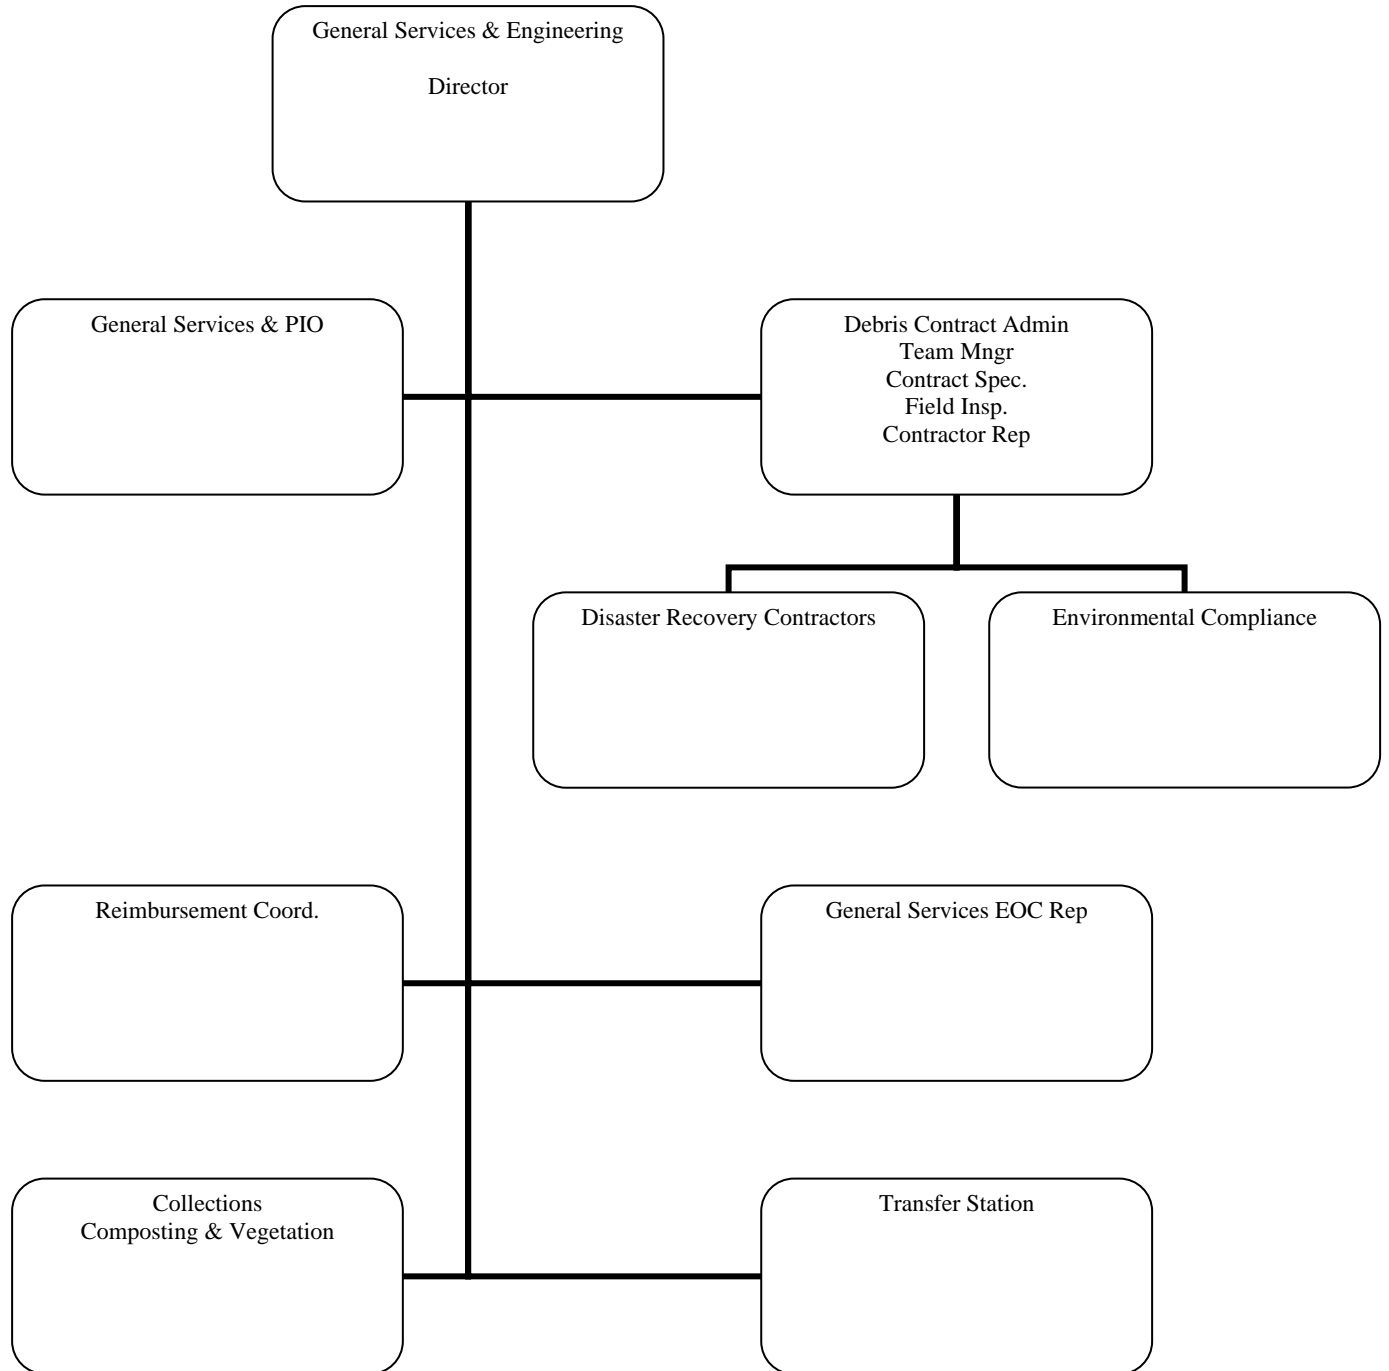 General Services & Engineering
Director
General Services & PIO
Debris Contract Admin
Team Mngr
Contract Spec.
Field Insp.
Contractor Rep
Disaster Recovery Contractors
Environmental Compliance
Reimbursement Coord.
General Services EOC Rep
Collections
Composting & Vegetation
Transfer Station